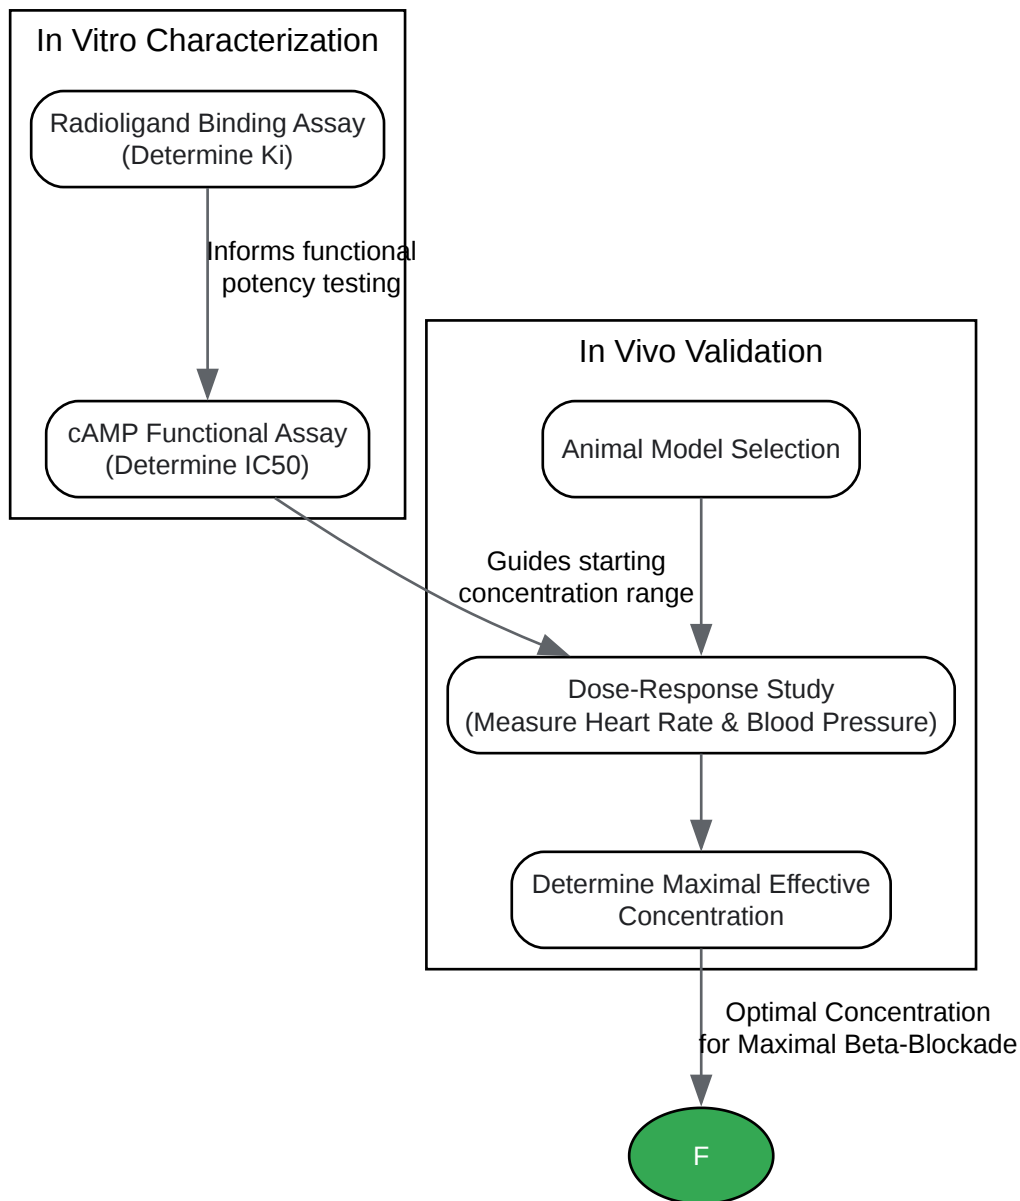 In Vitro Characterization
Radioligand Binding Assay
(Determine Ki)
Informs functional
potency testing
cAMP Functional Assay
(Determine IC50)
In Vivo Validation
Animal Model Selection
Guides starting
concentration range
Dose-Response Study
(Measure Heart Rate & Blood Pressure)
Determine Maximal Effective
Concentration
Optimal Concentration
for Maximal Beta-Blockade
F